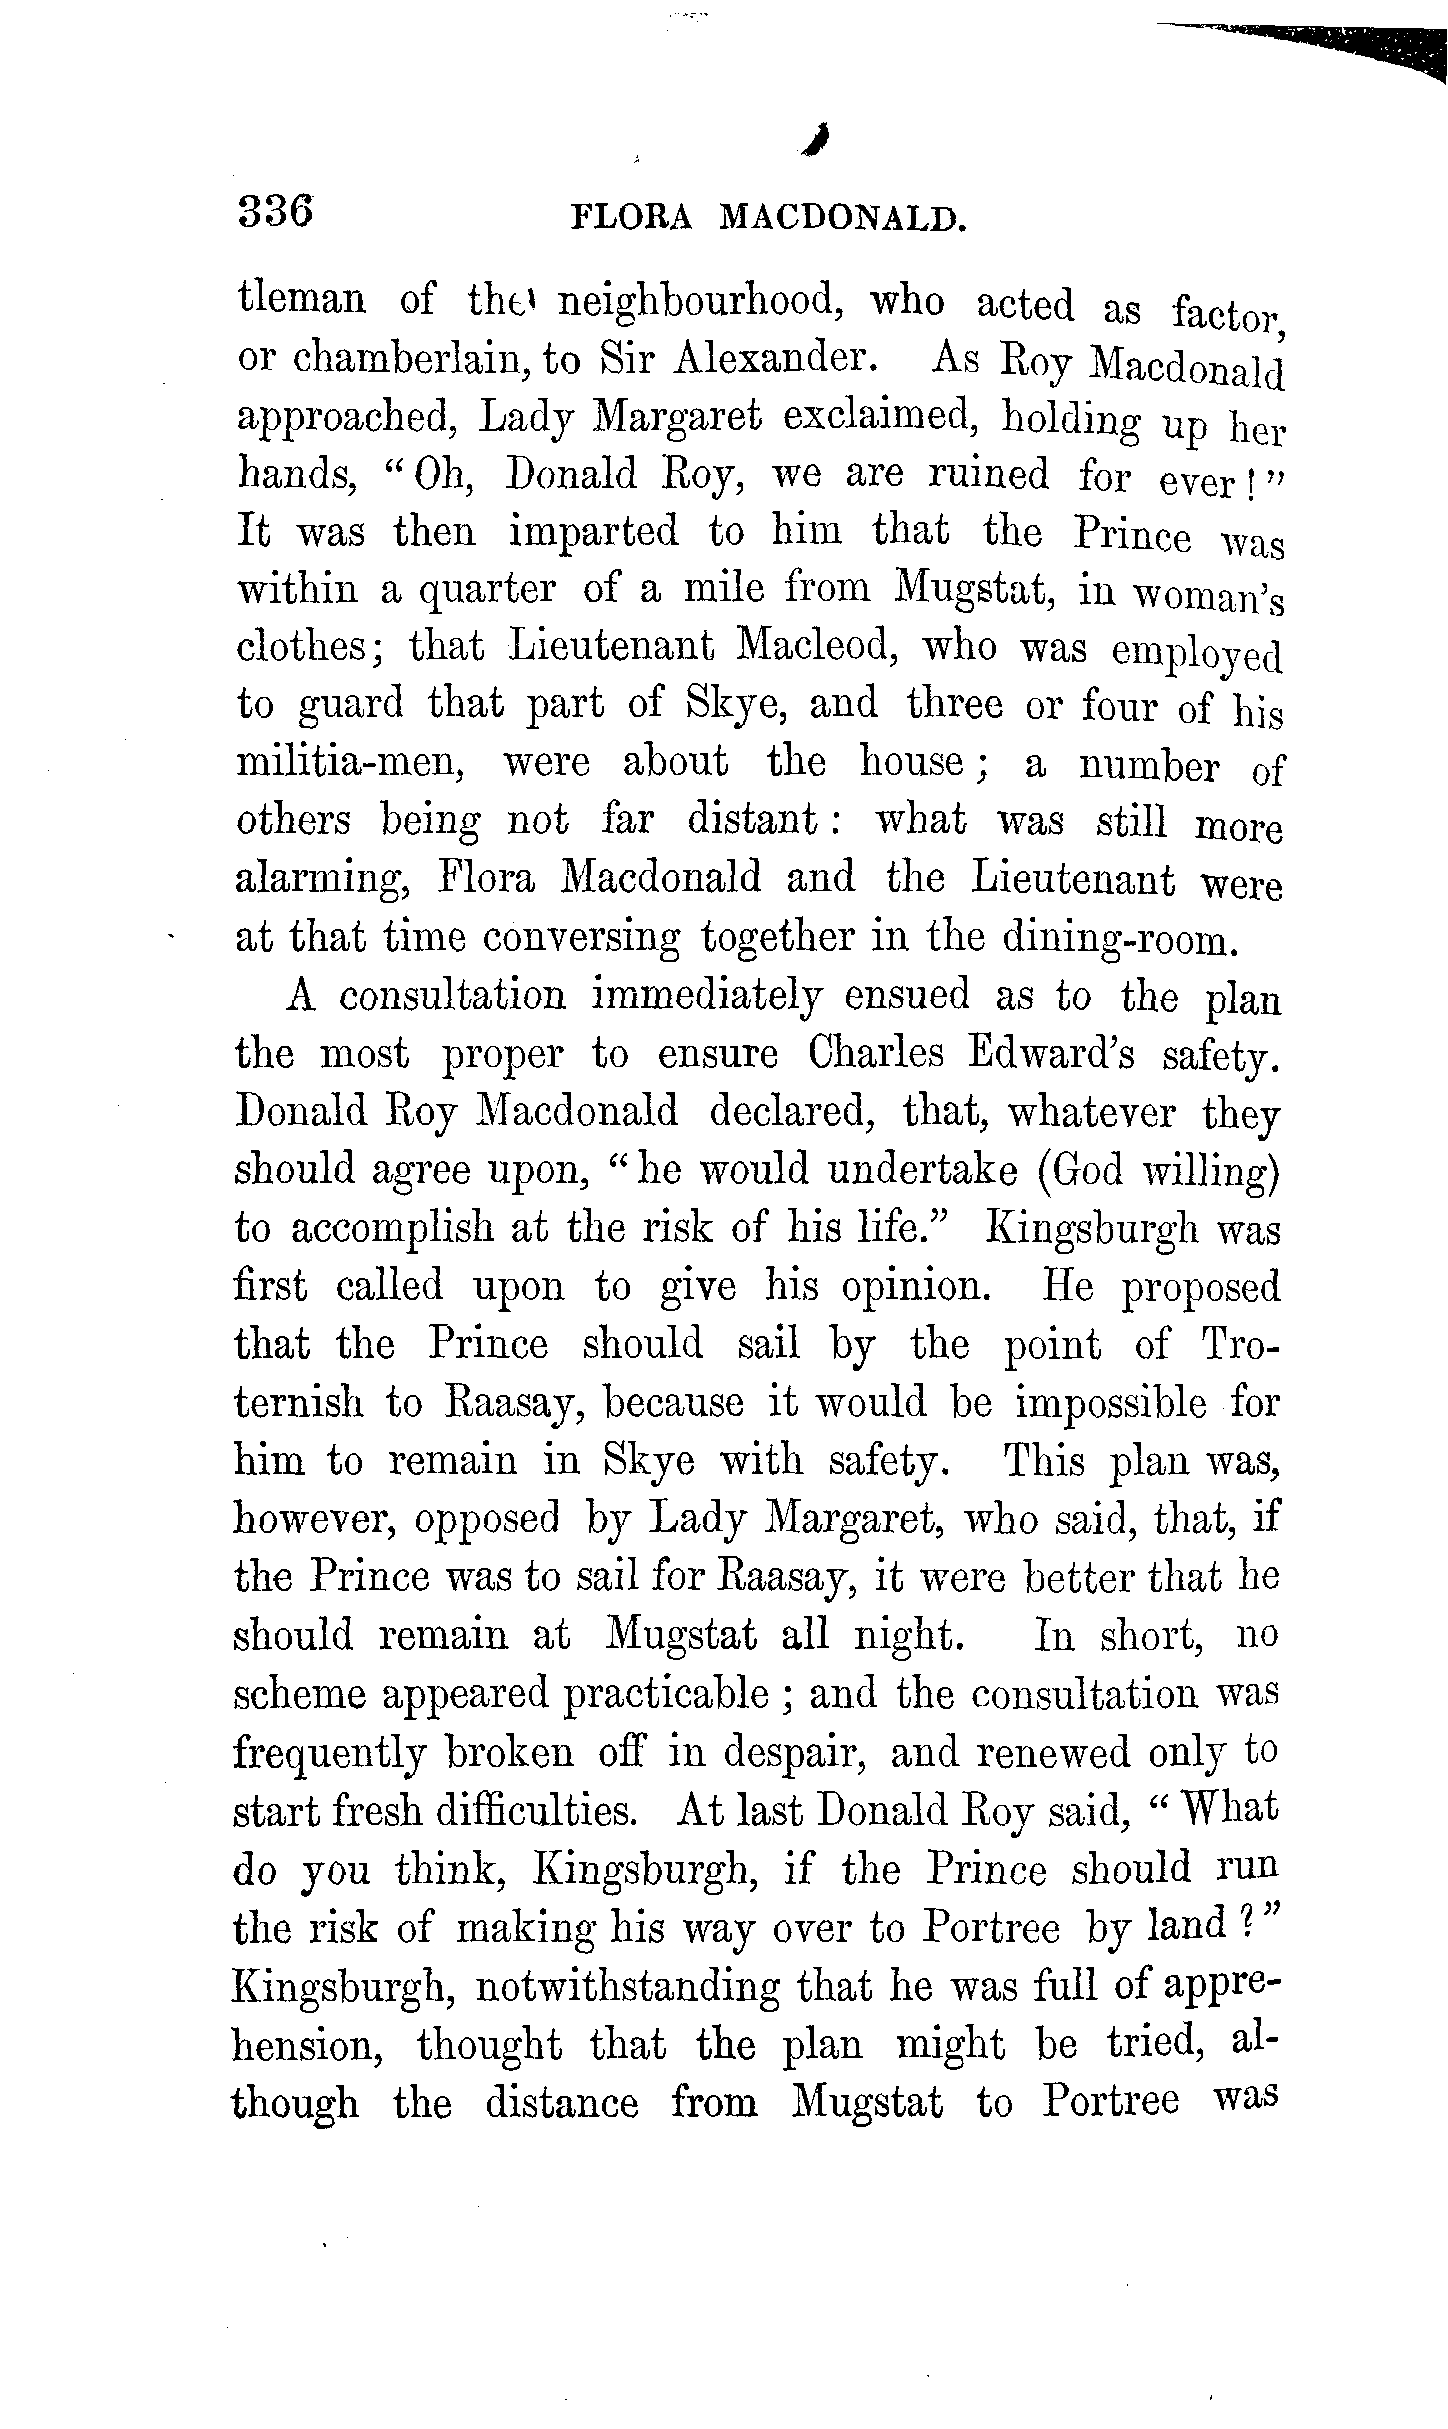 336 FLORA MACDONALD.
tleman of the neighbourhood, who acted as factor,
or chamberlain, to Sir Alexander. As Roy Macdonald
approached, Lady Margaret exclaimed, holding up her
hands, “Oh, Donald Roy, we are ruined for ever!”
It was then imparted to him that the Prince was
within a quarter of a mile from Mugstat, in woman's
clothes; that Lieutenant Macleod, who was employed
to guard that part of Skye, and three or four of his
militia-men, were about the house; a number of
others being not far distant: what was still more
alarming, Flora Macdonald and the Lieutenant were
at that time conversing together in the dining-room.
A consultation immediately ensued as to the plan
the most proper to ensure Charles Edward's safety.
Donald Roy Macdonald declared, that, whatever they
should agree upon, “he would undertake (God willing)
to accomplish at the risk of his life.” Kingsburgh was
first called upon to give his opinion. He proposed
that the Prince should sail by the point of Tro-
ternish to Raasay, because it would be impossible for
him to remain in Skye with safety. This plan was,
however, opposed by Lady Margaret, who said, that, if
the Prince was to sail for Raasay, it were better that he
should remain at Mugstat all night. In short, no
scheme appeared practicable; and the consultation was
frequently broken off in despair, and renewed only to
start fresh difficulties. At last Donald Roy said, “What
do you think, Kingsburgh, if the Prince should run
the risk of making his way over to Portree by land?”
Kingsburgh, notwithstanding that he was full of appre-
hension, thought that the plan might be tried, al-
though the distance from Mugstat to Portree was